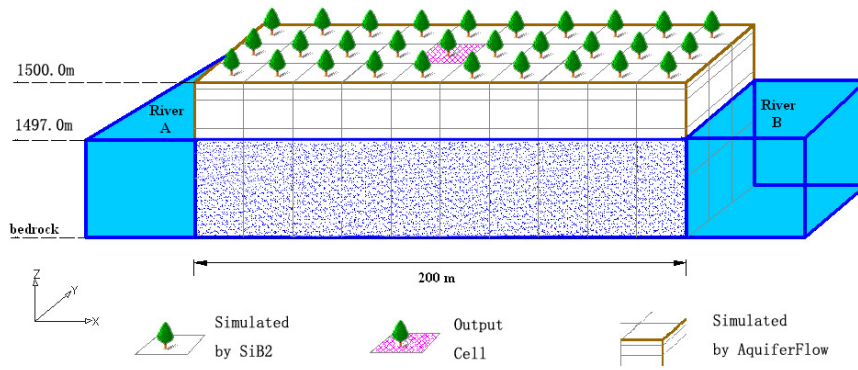 1500.0m
River
A
River
B
1497.0m
bedrock
200 m
Z
Y
X
Simulated
by SiB2
Output
Cell
Simulated
by AquiferFlow